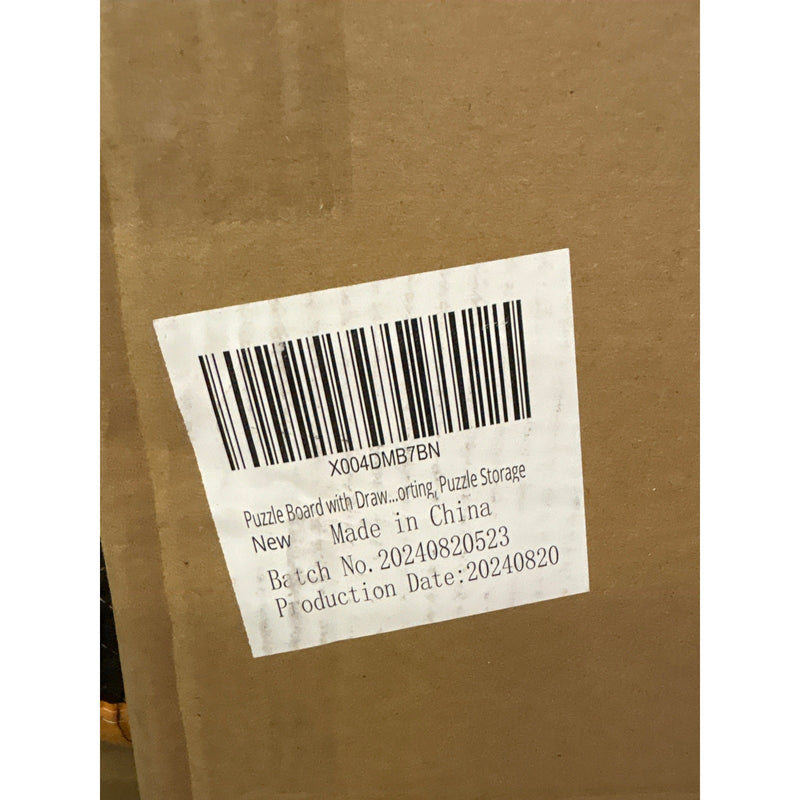 X004DMB7BN
Puzzle Board with Draw...orting, Puzzle Storage
New Made in China
Batch No.20240820523
Production Date:20240820